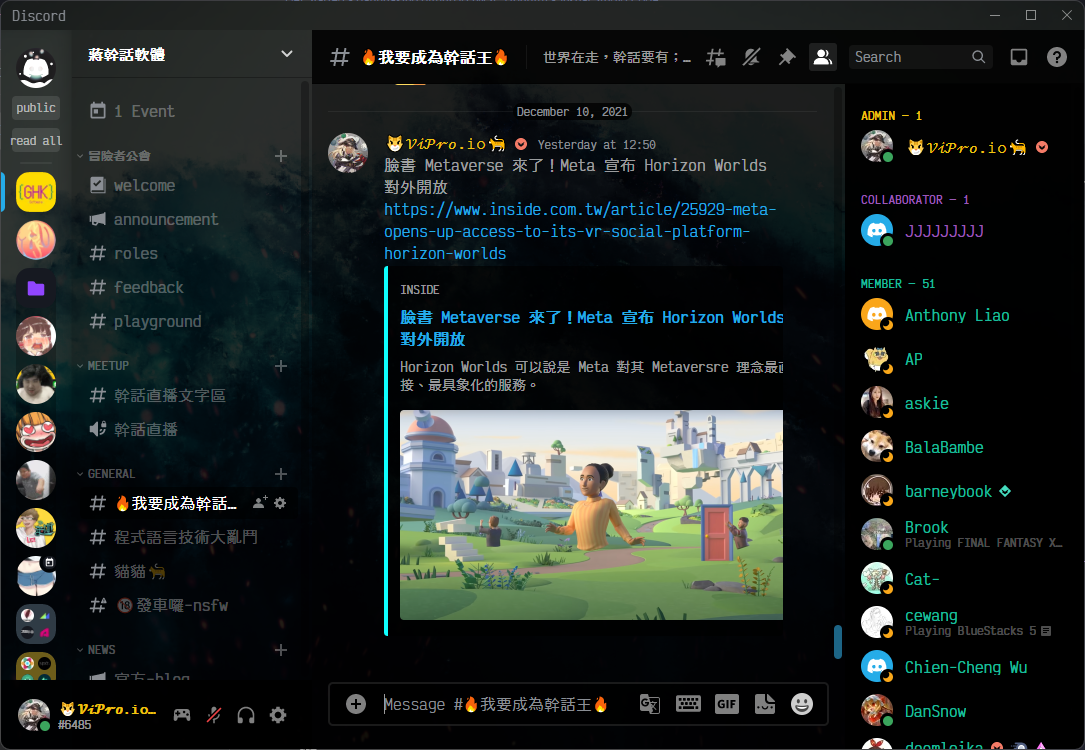 Discord
public
read all
GHK
蔣幹話軟體
1 Event
冒險者公會
welcome
announcement
roles
feedback
playground
MEETUP
幹話直播文字區
幹話直播
GENERAL
🔥我要成為幹話…
程式語言技術大亂鬥
貓貓🐈
🔞發車囉-nsfw
NEWS
官方-blog
🐱ViPro.io…
#6485
# 🔥我要成為幹話王🔥
世界在走，幹話要有；…
Search
December 10, 2021
🐱ViPro.io🐈 Yesterday at 12:50
臉書 Metaverse 來了！Meta 宣布 Horizon Worlds
對外開放
https://www.inside.com.tw/article/25929-meta-
opens-up-access-to-its-vr-social-platform-
horizon-worlds
INSIDE
臉書 Metaverse 來了！Meta 宣布 Horizon Worlds
對外開放
Horizon Worlds 可以說是 Meta 對其 Metaversre 理念最直
接、最具象化的服務。
Message #🔥我要成為幹話王🔥
GIF
ADMIN — 1
🐱ViPro.io🐈
COLLABORATOR — 1
JJJJJJJJJ
MEMBER — 51
Anthony Liao
AP
askie
BalaBambe
barneybook
Brook
Playing FINAL FANTASY X…
Cat-
cewang
Playing BlueStacks 5
Chien-Cheng Wu
DanSnow
doomleika